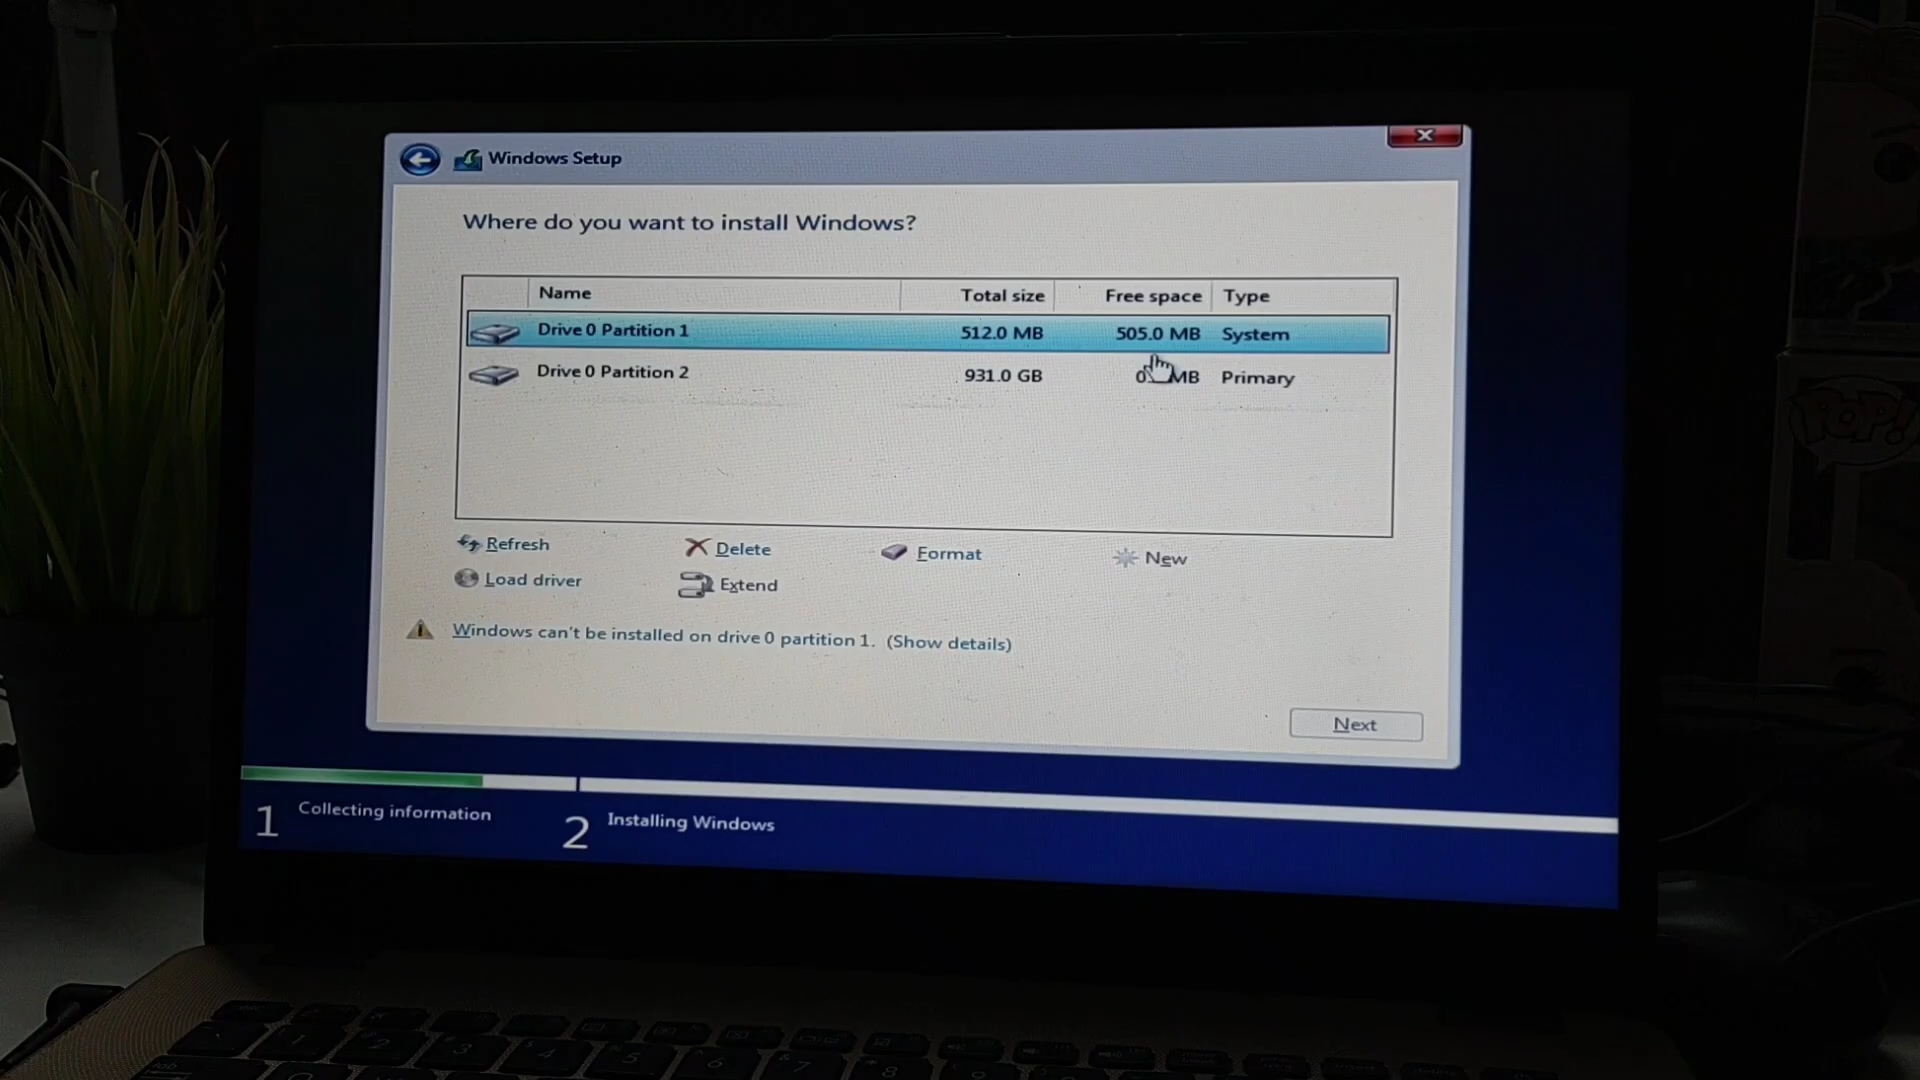 Windows Setup
Where do you want to install Windows?
Name Total size Free space Type
Drive 0 Partition 1 512.0 MB 505.0 MB System
Drive 0 Partition 2 931.0 GB MB Primary
Refresh Delete Format New
Load driver Extend
Windows can't be installed on drive 0 partition 1. (Show details)
Next
1 Collecting information 2 Installing Windows
POP!